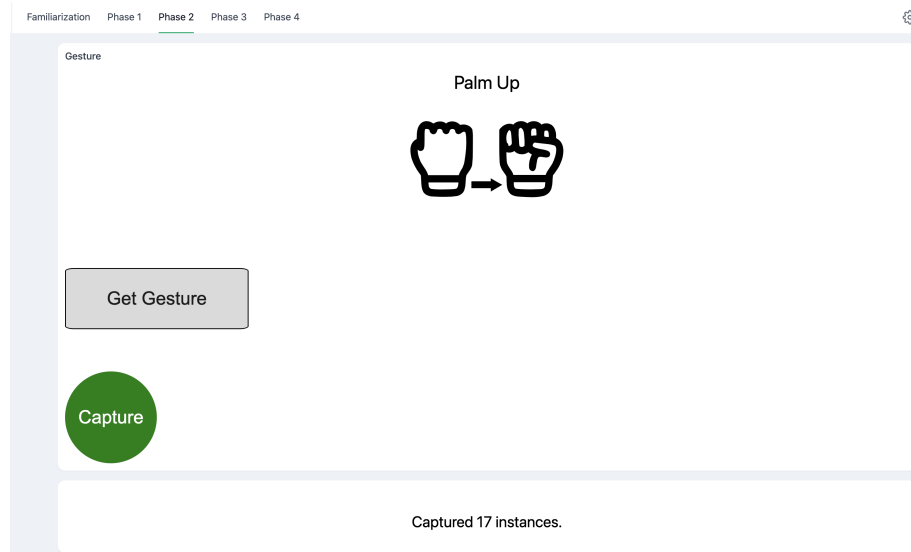 Familiarization Phase 1 Phase 2 Phase 3 Phase 4
Gesture
Palm Up
Get Gesture
Capture
Captured 17 instances.